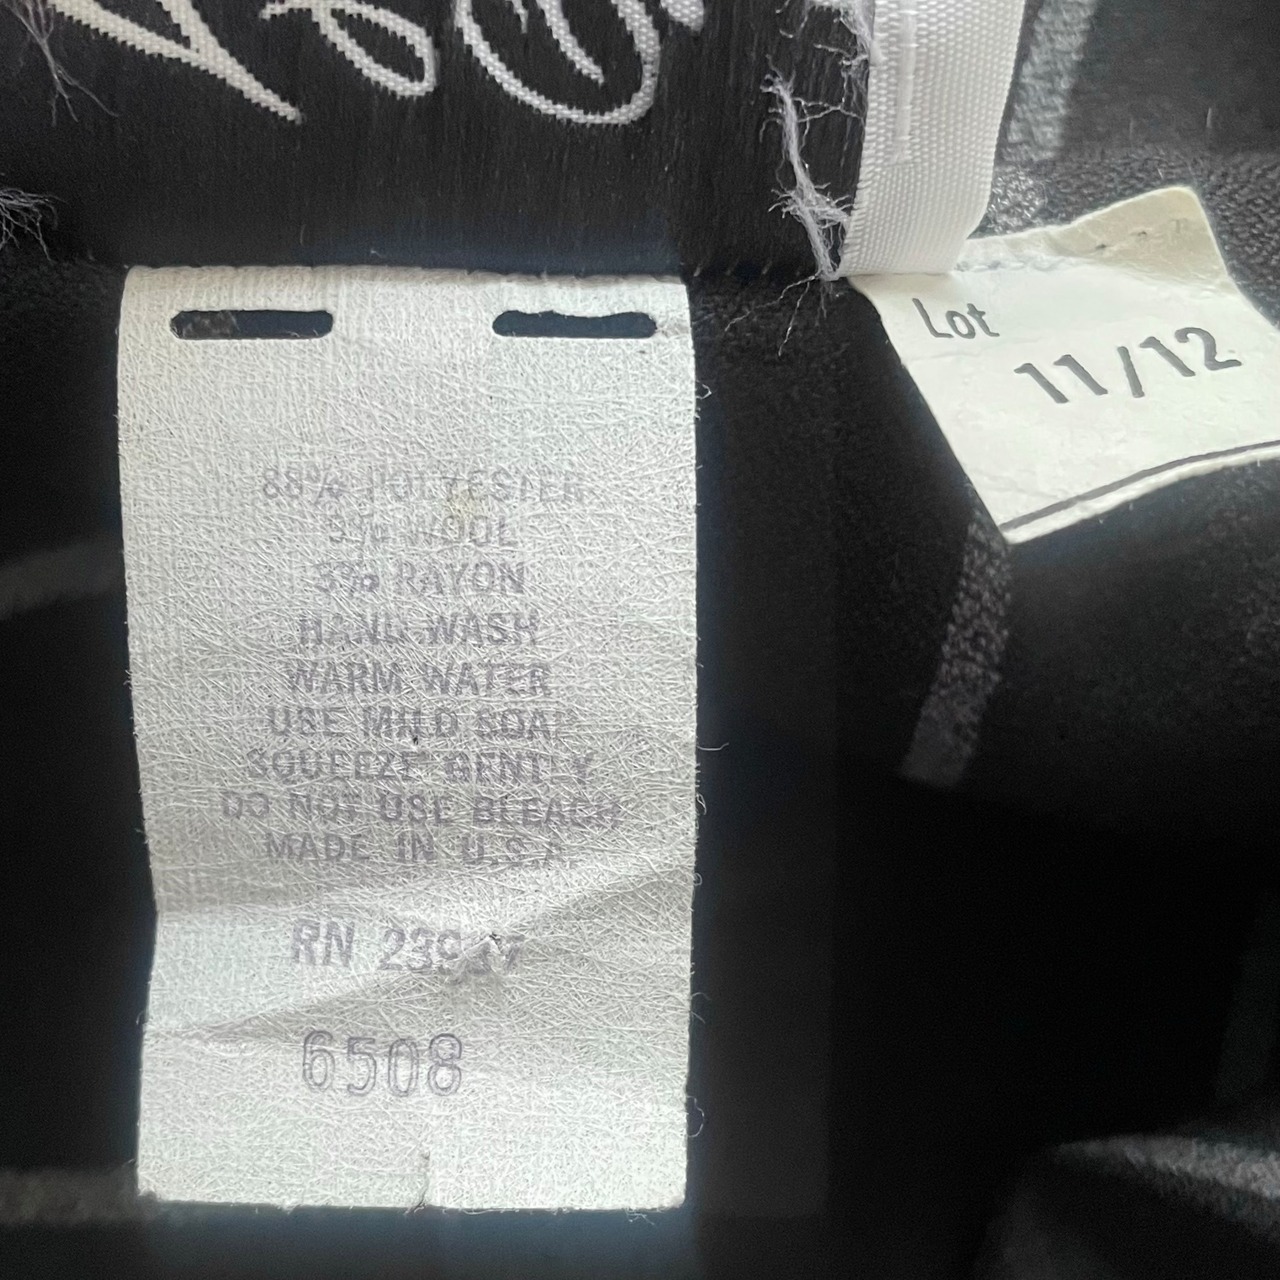 Lot
11/12
88% POLYESTER
9% WOOL
3% RAYON
HAND WASH
WARM WATER
USE MILD SOAP
SQUEEZE GENTLY
DO NOT USE BLEACH
MADE IN U.S.A.
RN
6508